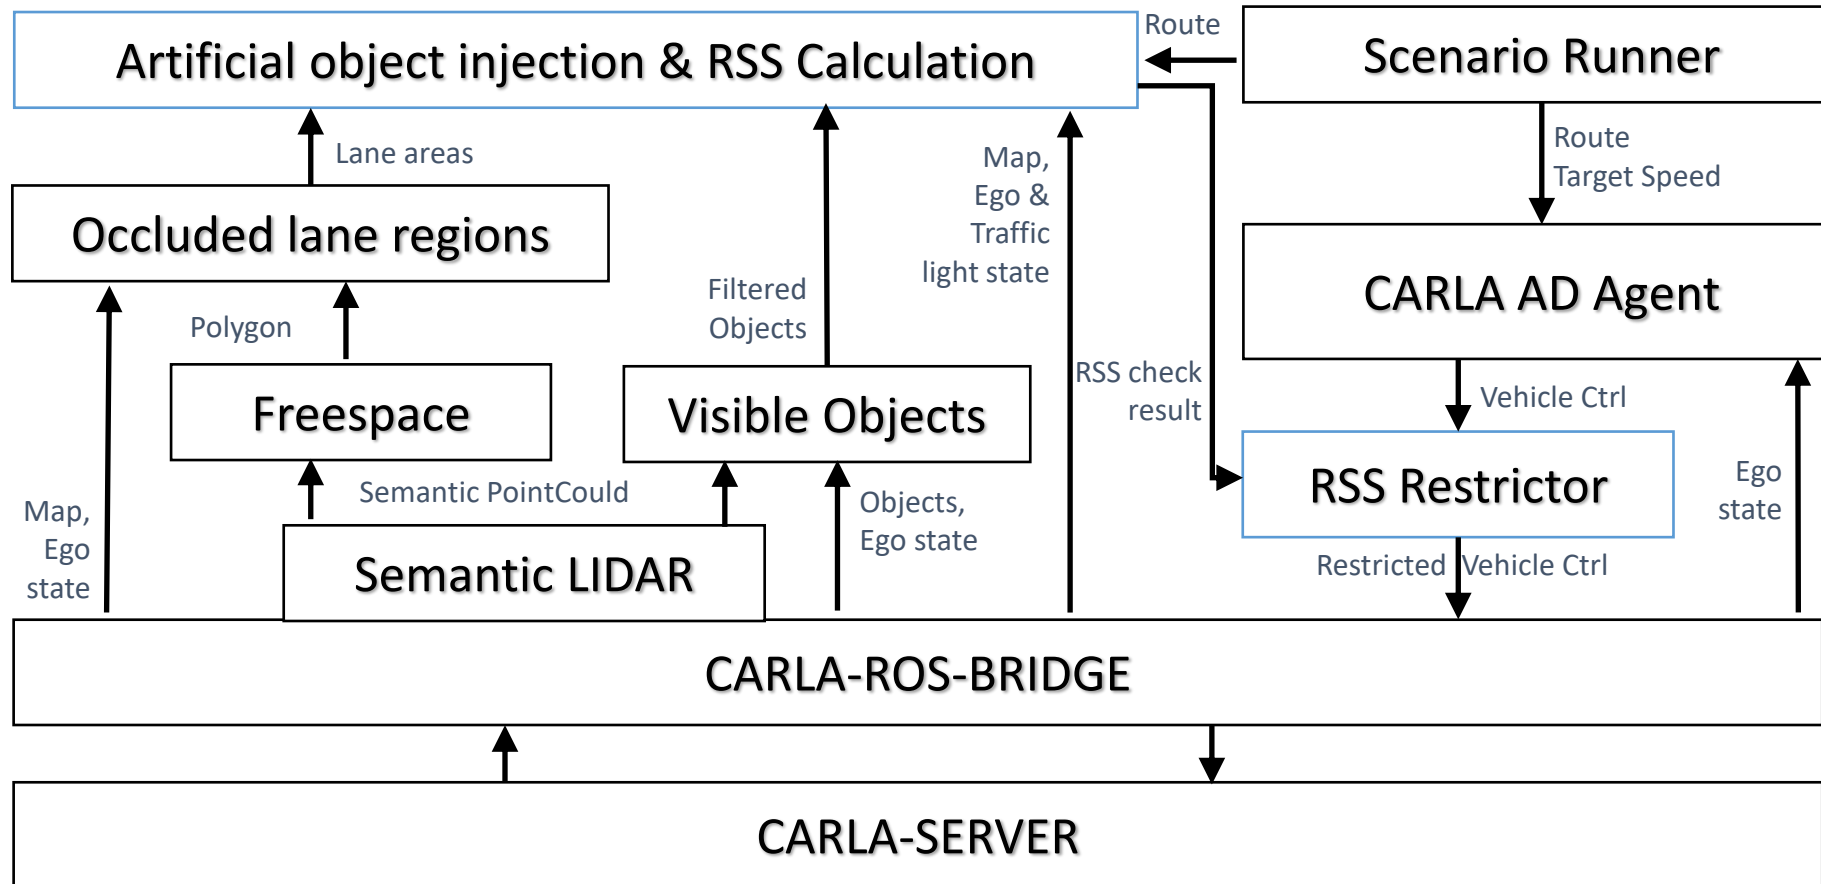 Artificial object injection & RSS Calculation
Route
Scenario Runner
Lane areas
Map,
Ego &
Traffic
light state
Route
Target Speed
Occluded lane regions
Filtered
Objects
CARLA AD Agent
Polygon
RSS check
result
Freespace
Visible Objects
Vehicle Ctrl
Semantic PointCould
Objects,
Ego state
RSS Restrictor
Ego
state
Map,
Ego
state
Semantic LIDAR
Restricted Vehicle Ctrl
CARLA-ROS-BRIDGE
CARLA-SERVER